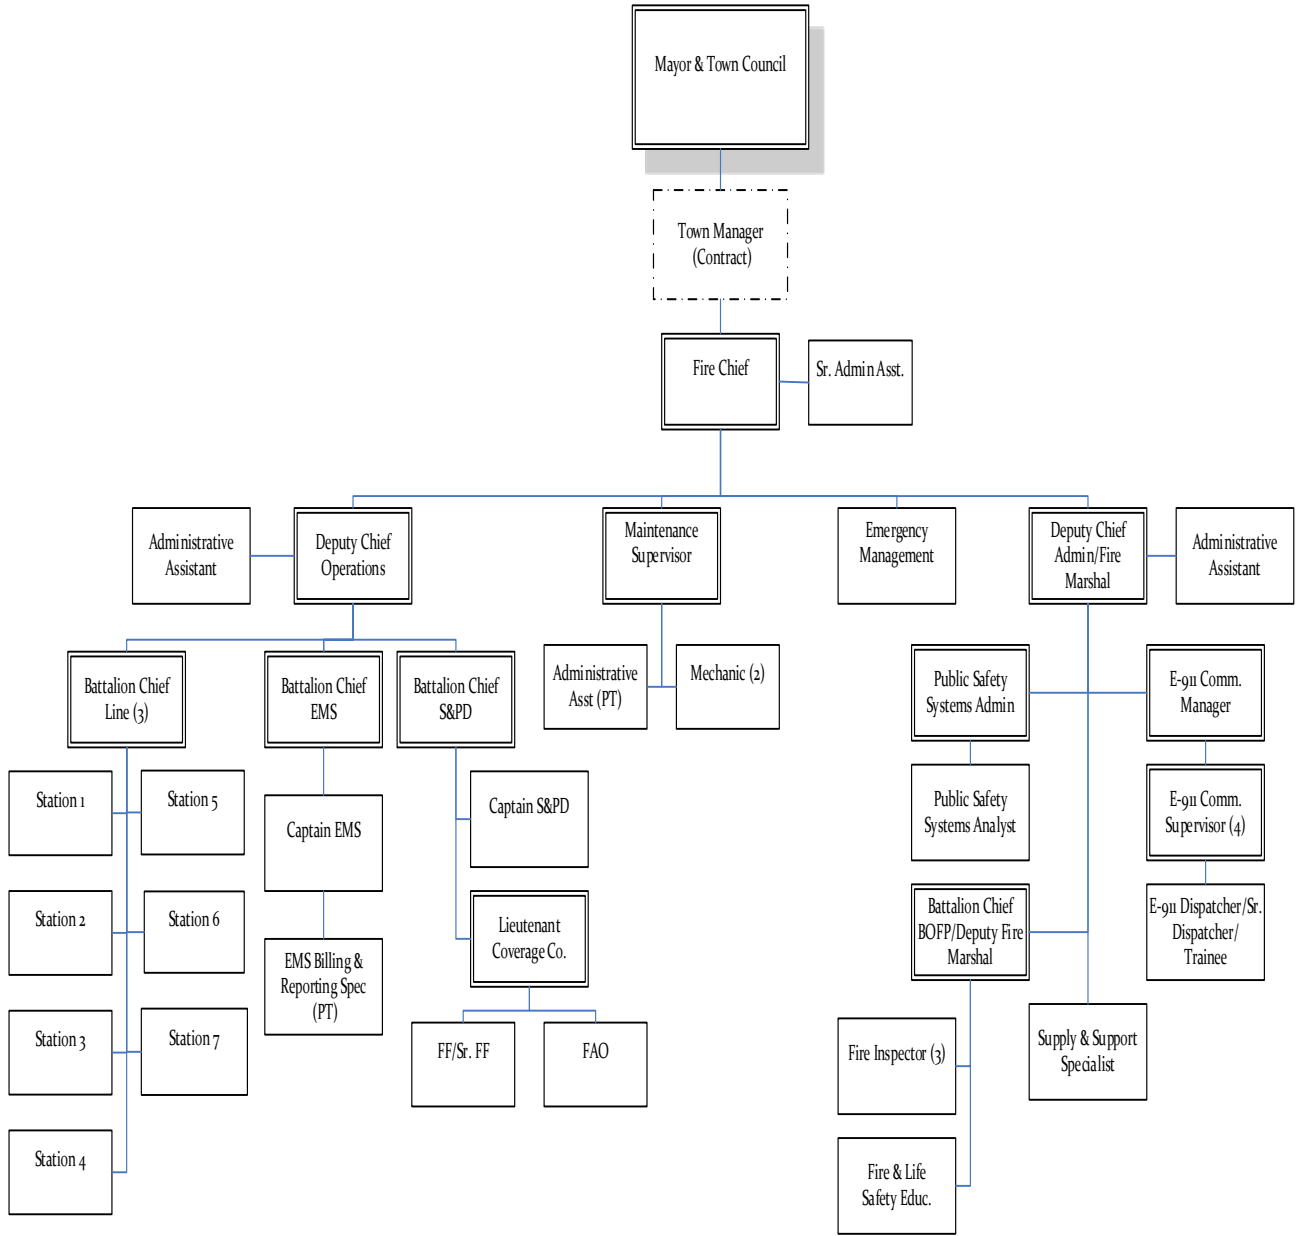 Mayor & Town Council
Town Manager
(Contract)
Fire Chief
Sr. Admin Asst.
Administrative
Assistant
Deputy Chief
Operations
Maintenance
Supervisor
Emergency
Management
Deputy Chief
Admin/Fire
Marshal
Administrative
Assistant
Battalion Chief
Line (3)
Battalion Chief
EMS
Battalion Chief
S&PD
Administrative
Asst (PT)
Mechanic (2)
Public Safety
Systems Admin
E-911 Comm.
Manager
Station 1
Station 5
Captain EMS
Captain S&PD
Public Safety
Systems Analyst
E-911 Comm.
Supervisor (4)
Station 2
Station 6
EMS Billing &
Reporting Spec
(PT)
Lieutenant
Coverage Co.
Battalion Chief
BOFP/Deputy Fire
Marshal
E-911 Dispatcher/Sr.
Dispatcher/
Trainee
Station 3
Station 7
FF/Sr. FF
FAO
Fire Inspector (3)
Supply & Support
Specialist
Station 4
Fire & Life
Safety Educ.